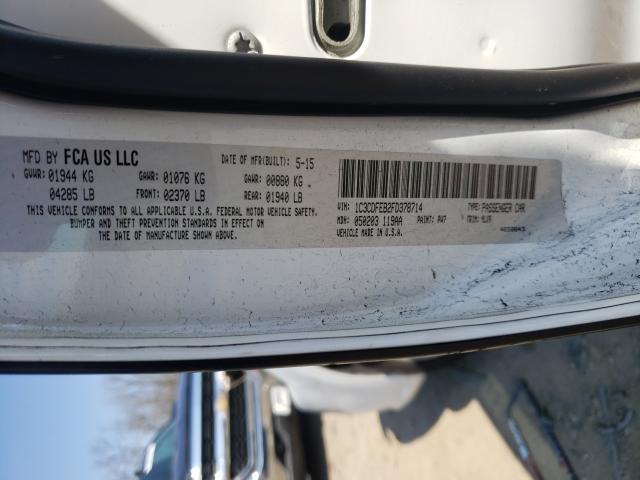 MFD BY FCA US LLC
DATE OF MFR(BUILT): 5-15
GVWR: 01944 KG GAWR: 01076 KG GAWR: 00880 KG
04285 LB FRONT: 02370 LB REAR: 01940 LB
THIS VEHICLE CONFORMS TO ALL APPLICABLE U.S.A. FEDERAL MOTOR VEHICLE SAFETY,
BUMPER AND THEFT PREVENTION STANDARDS IN EFFECT ON THE
DATE OF MANUFACTURE SHOWN ABOVE.
VIN: 1C3CDFEB2FD378714 TYPE: PASSENGER CAR
MDH: 050203 119AA PAINT: PW7 TRIM:
VEHICLE MADE IN U.S.A.